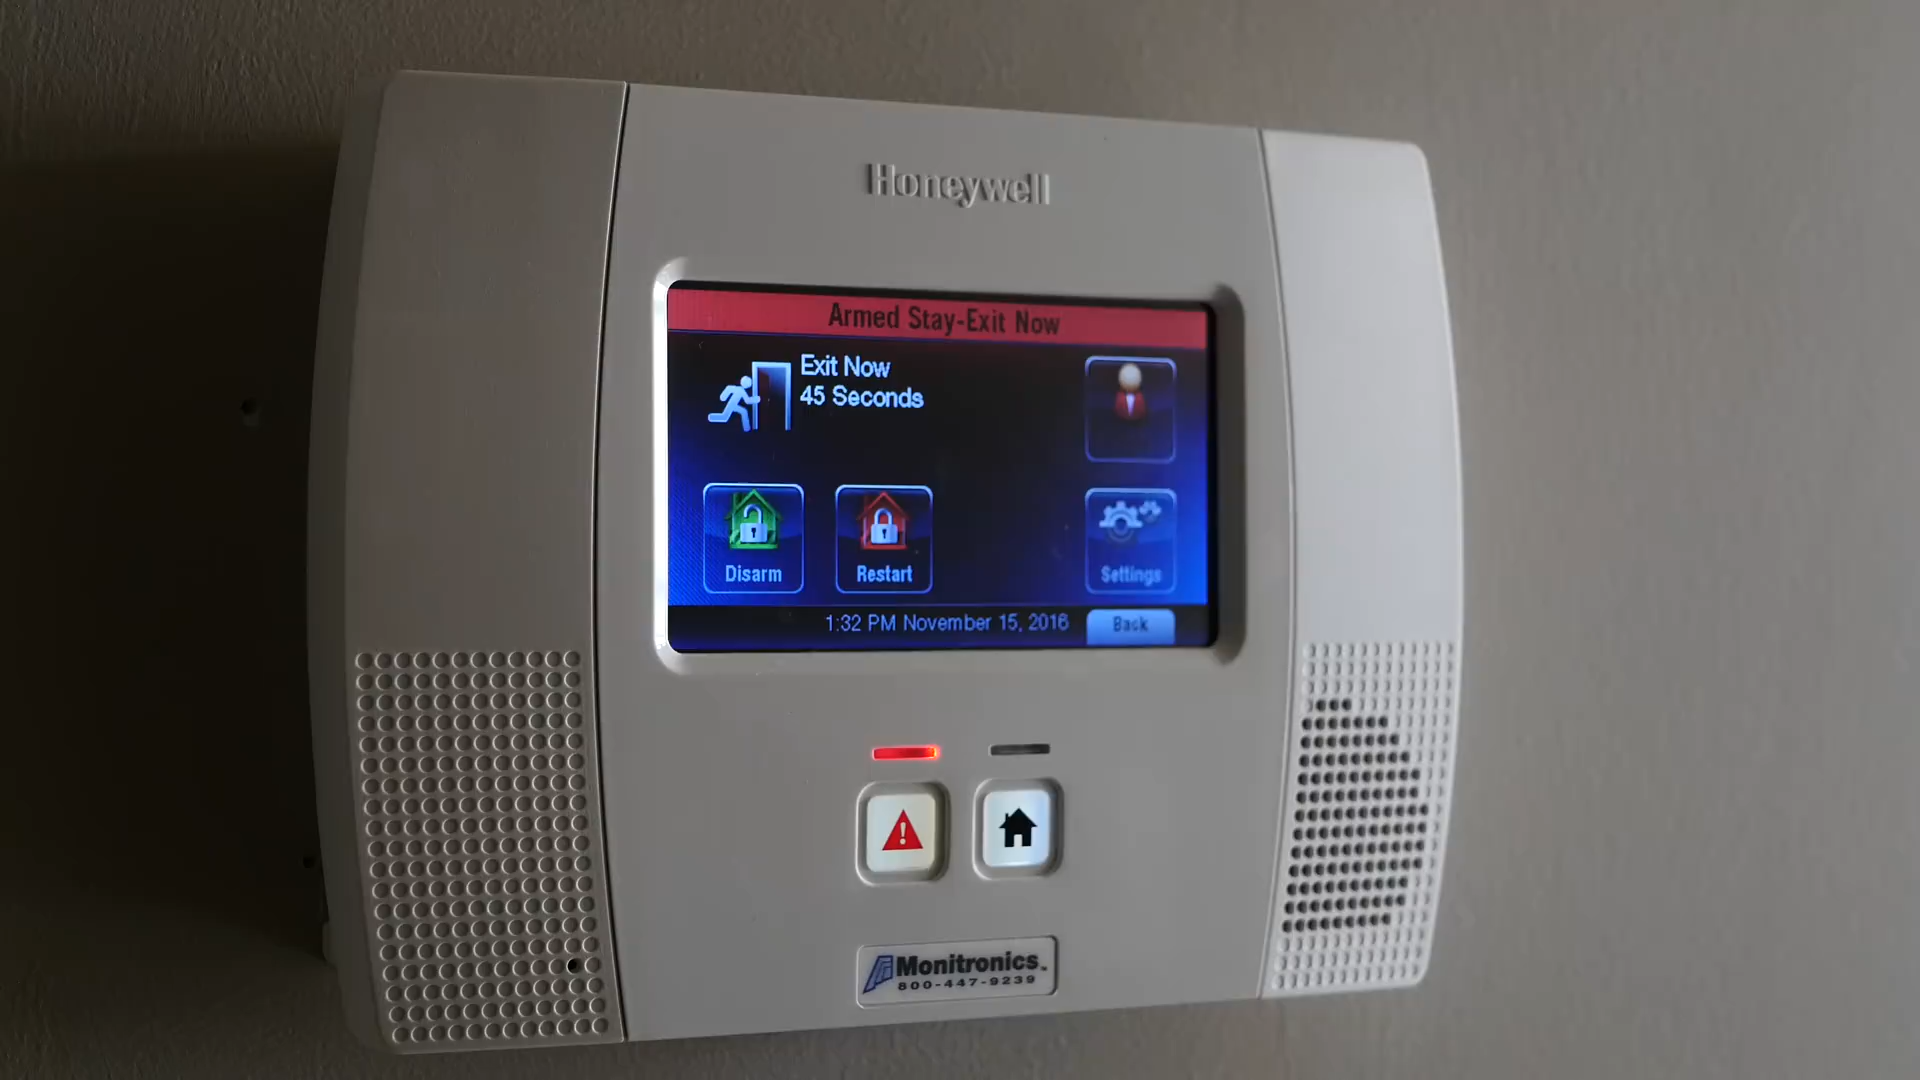 Honeywell
Armed Stay-Exit Now
Exit Now
45 Seconds
Disarm
Restart
Settings
1:32 PM November 15, 2016
Back
Monitronics
800-447-9239